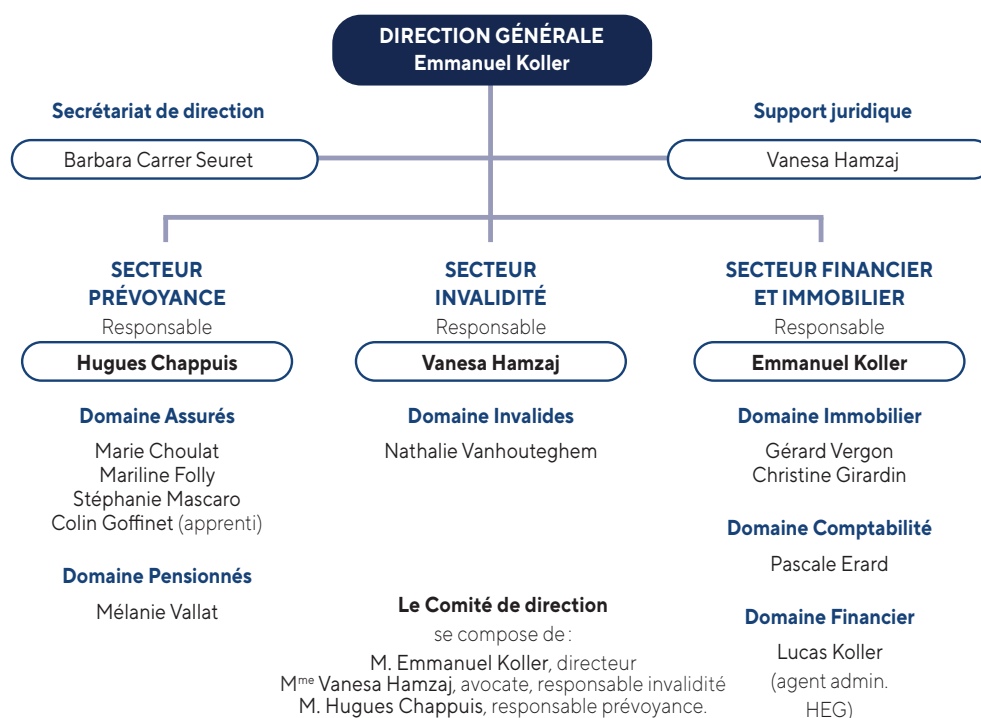 DIRECTION GÉNÉRALE
Emmanuel Koller
Secrétariat de direction
Barbara Carrer Seuret
Support juridique
Vanesa Hamzaj
SECTEUR
PRÉVOYANCE
Responsable
Hugues Chappuis
Domaine Assurés
Marie Choulat
Mariline Folly
Stéphanie Mascaro
Colin Goffinet (apprenti)
Domaine Pensionnés
Mélanie Vallat
SECTEUR
INVALIDITÉ
Responsable
Vanesa Hamzaj
Domaine Invalides
Nathalie Vanhouteghem
SECTEUR FINANCIER
ET IMMOBILIER
Responsable
Emmanuel Koller
Domaine Immobilier
Gérard Vergon
Christine Girardin
Domaine Comptabilité
Pascale Erard
Domaine Financier
Lucas Koller
(agent admin.
HEG)
Le Comité de direction
se compose de :
M. Emmanuel Koller, directeur
Mme Vanesa Hamzaj, avocate, responsable invalidité
M. Hugues Chappuis, responsable prévoyance.